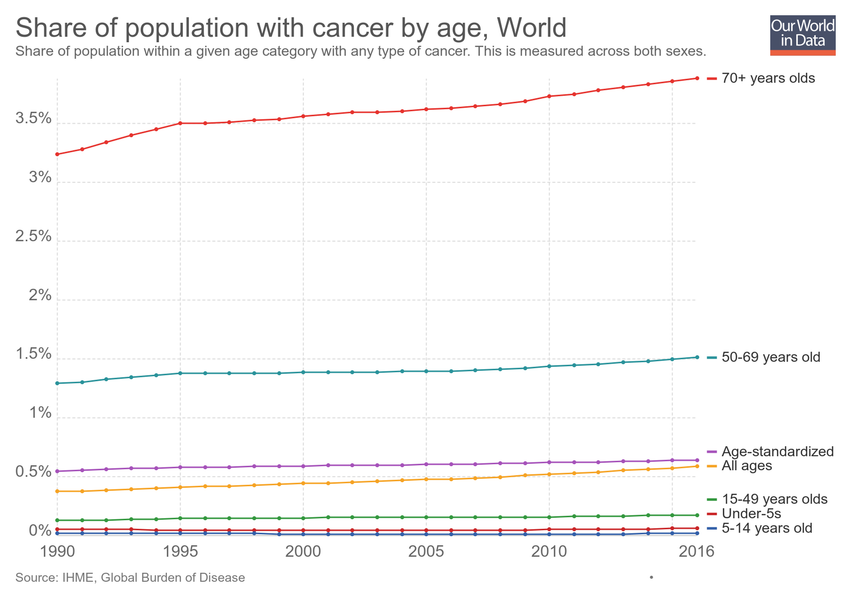 Share of population with cancer by age, World
Share of population within a given age category with any type of cancer. This is measured across both sexes.
Our World
in Data
70+ years olds
3.5%
3%
2.5%
2%
1.5%
50-69 years old
1%
Age-standardized
All ages
0.5%
15-49 years olds
Under-5s
5-14 years old
0%
1990 1995 2000 2005 2010 2016
Source: IHME, Global Burden of Disease